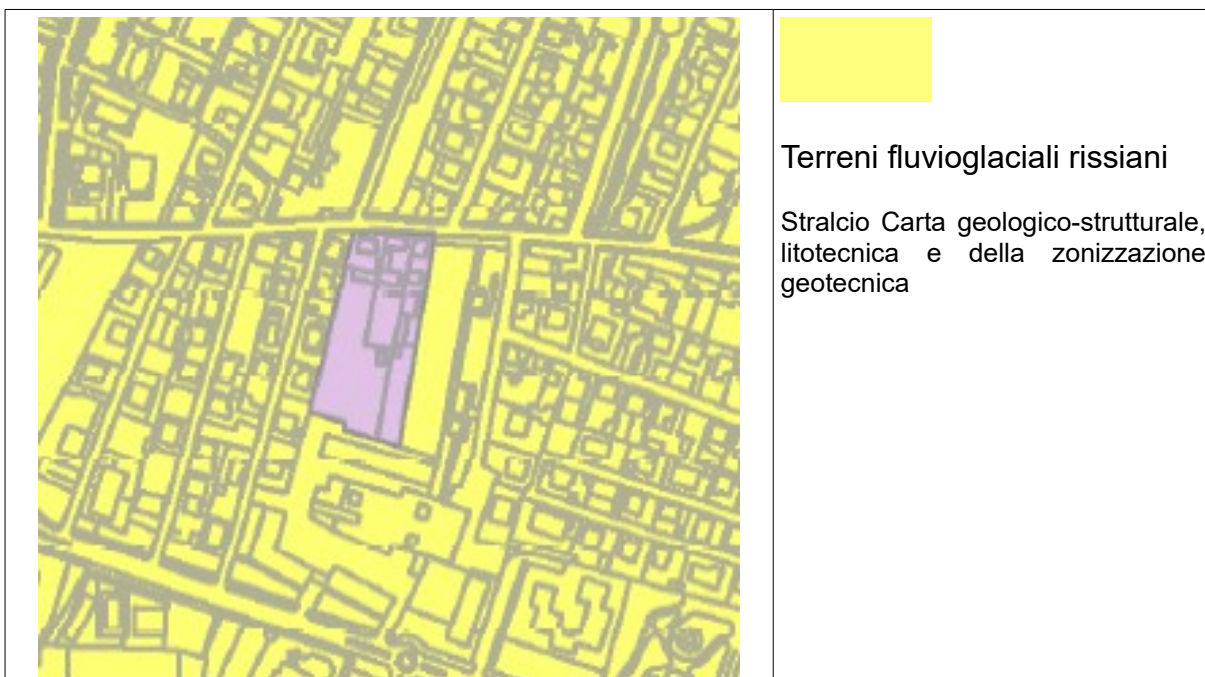 Terreni fluvioglaciali rissiani
Stralcio Carta geologico-strutturale,
litotecnica e della zonizzazione
geotecnica